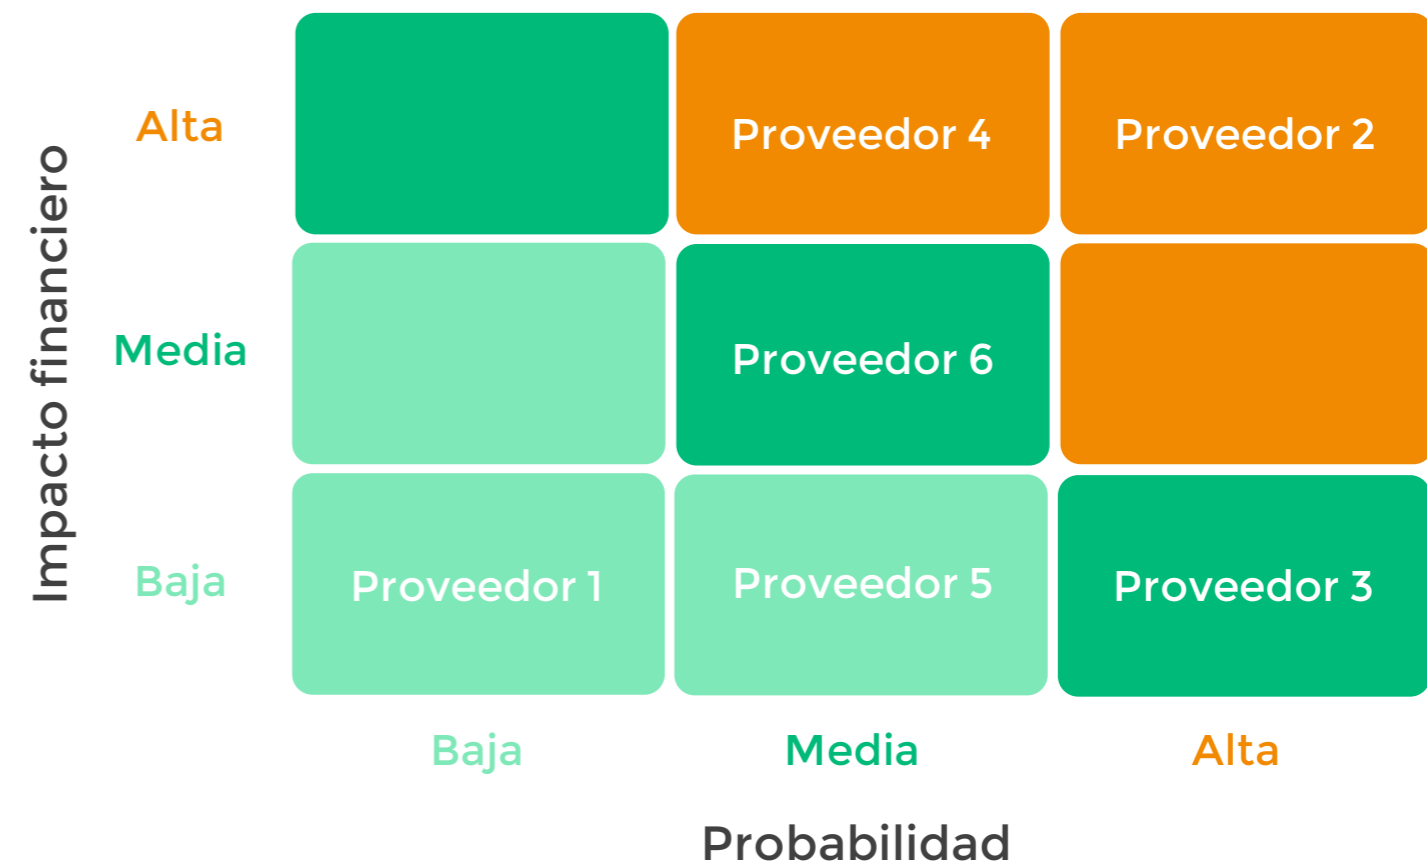 Impacto financiero
Alta
Proveedor 4
Proveedor 2
Media
Proveedor 6
Baja
Proveedor 1
Proveedor 5
Proveedor 3
Baja
Media
Alta
Probabilidad